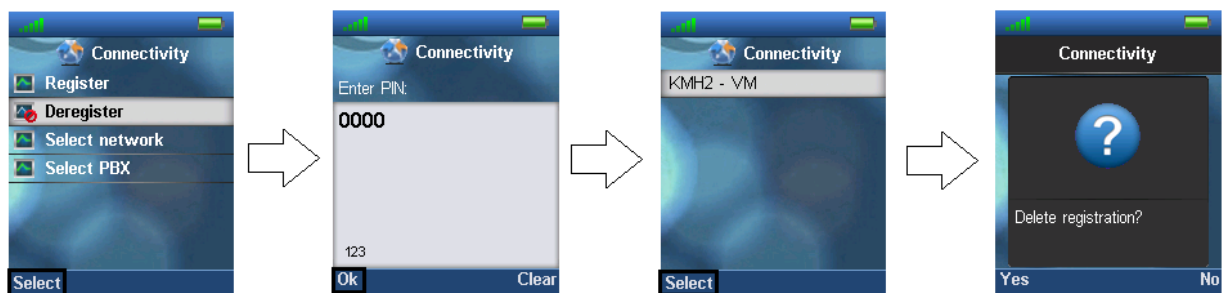 Connectivity
Register
Deregister
Select network
Select PBX
Select
Connectivity
Enter PIN:
0000
123
Ok Clear
Connectivity
KMH2 - VM
Select
Connectivity
?
Delete registration?
Yes No